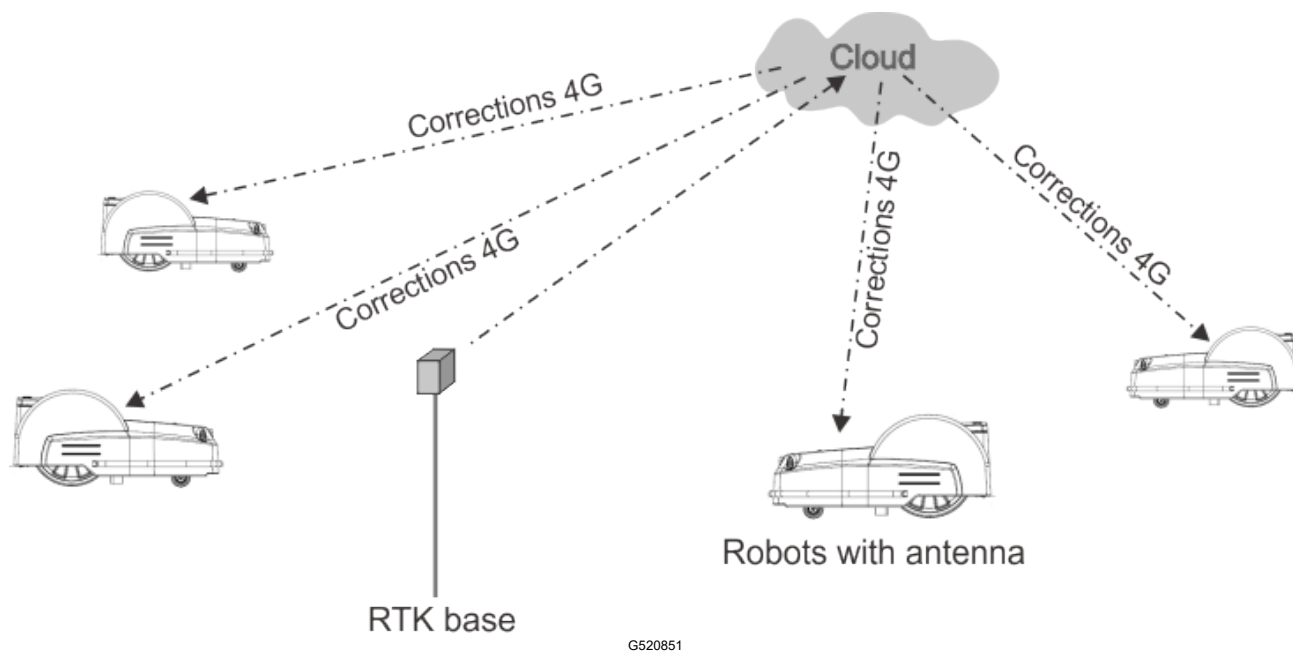 Cloud
Corrections 4G
Corrections 4G
Corrections 4G
Corrections 4G
Robots with antenna
RTK base
G520851